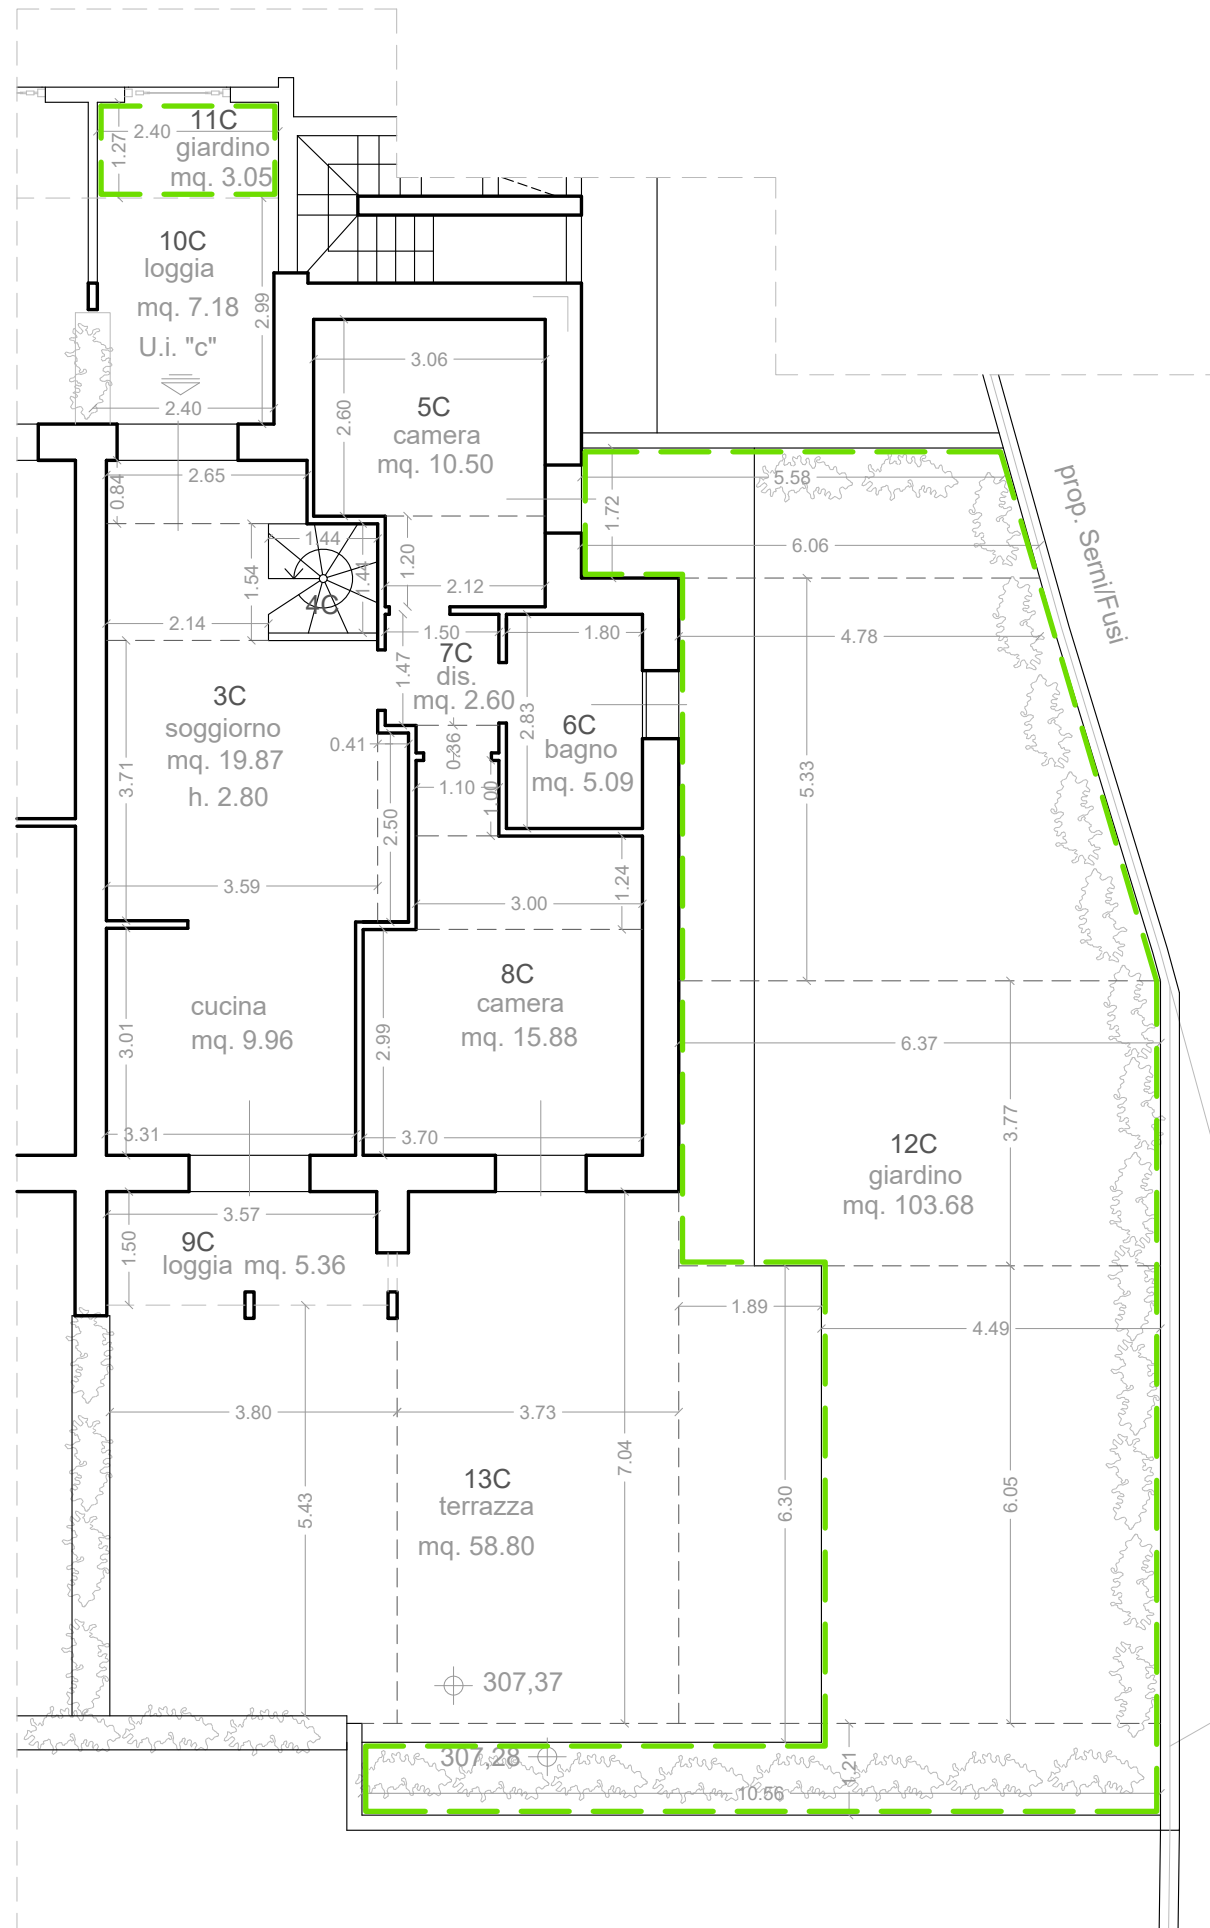 11C
2.40
giardino
1.27
mq. 3.05
10C
loggia
mq. 7.18
2.99
U.i. "c"
2.40
3.06
2.60
5C
camera
mq. 10.50
2.65
0.84
5.58
1.72
prop. Serni/Fusi
1.44
6.06
1.54
1.44
1.20
2.12
4C
2.14
1.50
1.80
4.78
7C
dis.
mq. 2.60
1.47
3C
soggiorno
mq. 19.87
h. 2.80
2.83
6C
bagno
mq. 5.09
0.41
0.36
3.71
1.10
1.00
5.33
2.50
3.59
3.00
1.24
8C
camera
mq. 15.88
cucina
mq. 9.96
3.01
2.99
6.37
3.77
3.31
3.70
12C
giardino
mq. 103.68
3.57
1.50
9C
loggia mq. 5.36
1.89
4.49
3.80
3.73
7.04
13C
terrazza
mq. 58.80
5.43
6.30
6.05
307,37
307,28
1.21
10.56